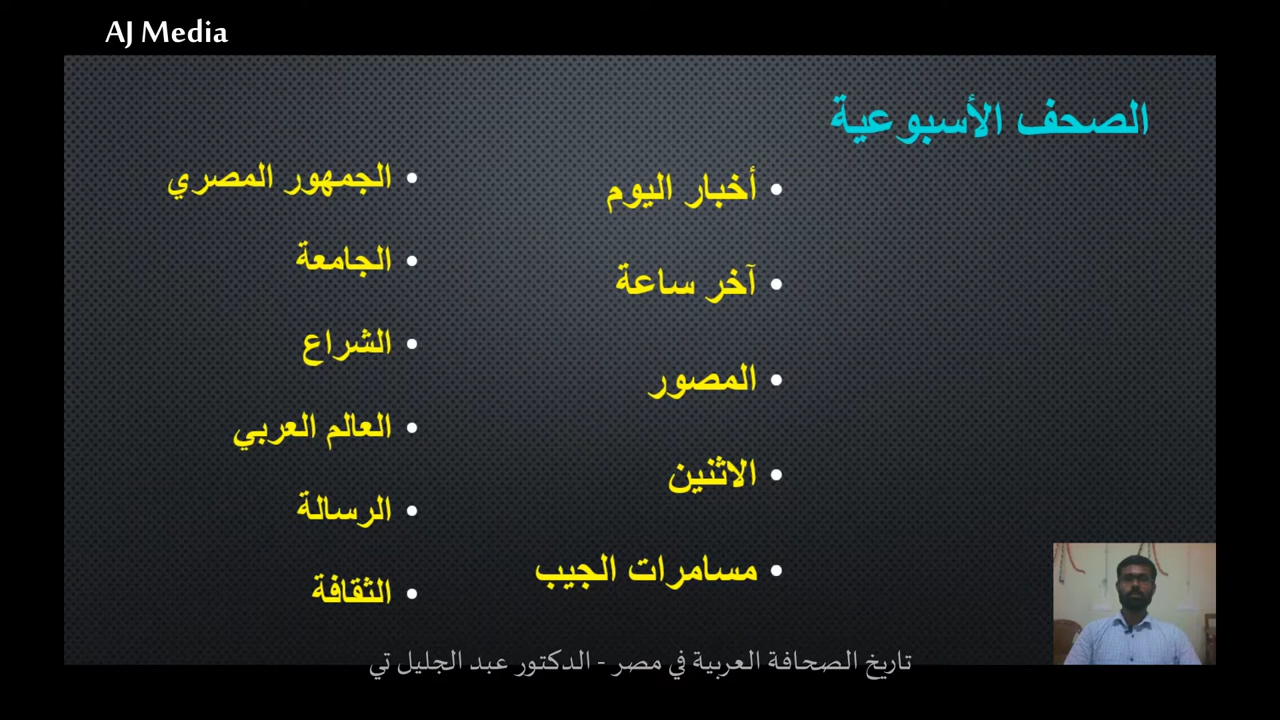 AJ Media
الصحف الأسبوعية
أخبار اليوم
آخر ساعة
المصور
الاثنين
مسامرات الجيب
الجمهور المصري
الجامعة
الشراع
العالم العربي
الرسالة
الثقافة
تاريخ الصحافة العربية في مصر - الدكتور عبد الجليل تي